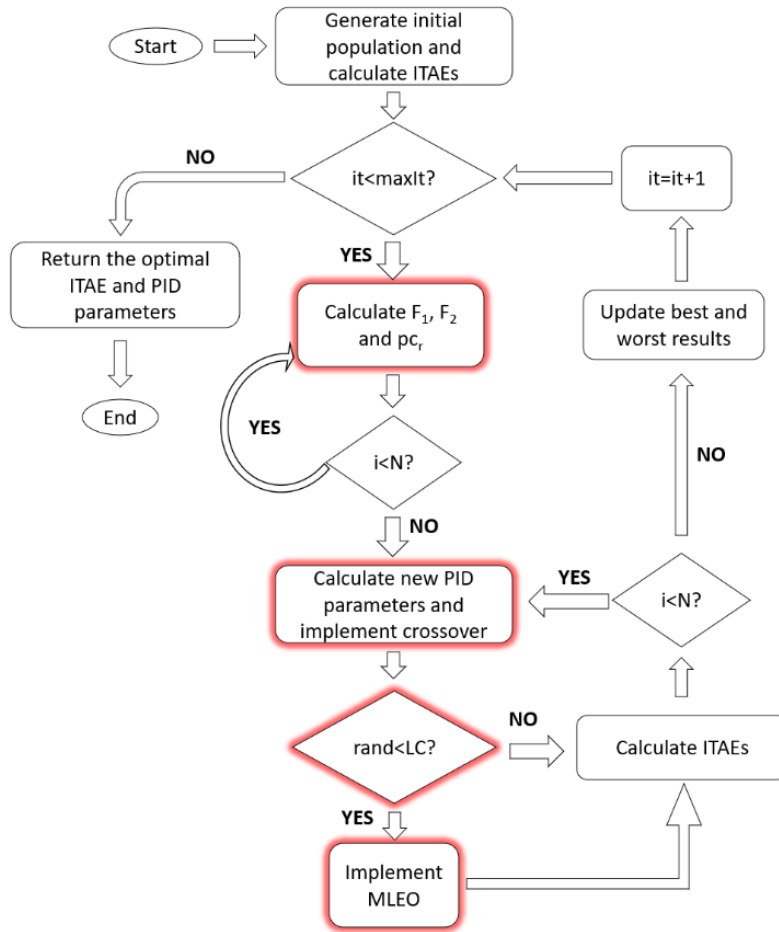 Start
Generate initial
population and
calculate ITAEs
NO
it<maxIt?
it=it+1
YES
Return the optimal
ITAE and PID
parameters
Calculate F₁, F₂
and pcᵣ
Update best and
worst results
End
YES
i<N?
NO
NO
Calculate new PID
parameters and
implement crossover
YES
i<N?
rand<LC?
NO
Calculate ITAEs
YES
Implement
MLEO